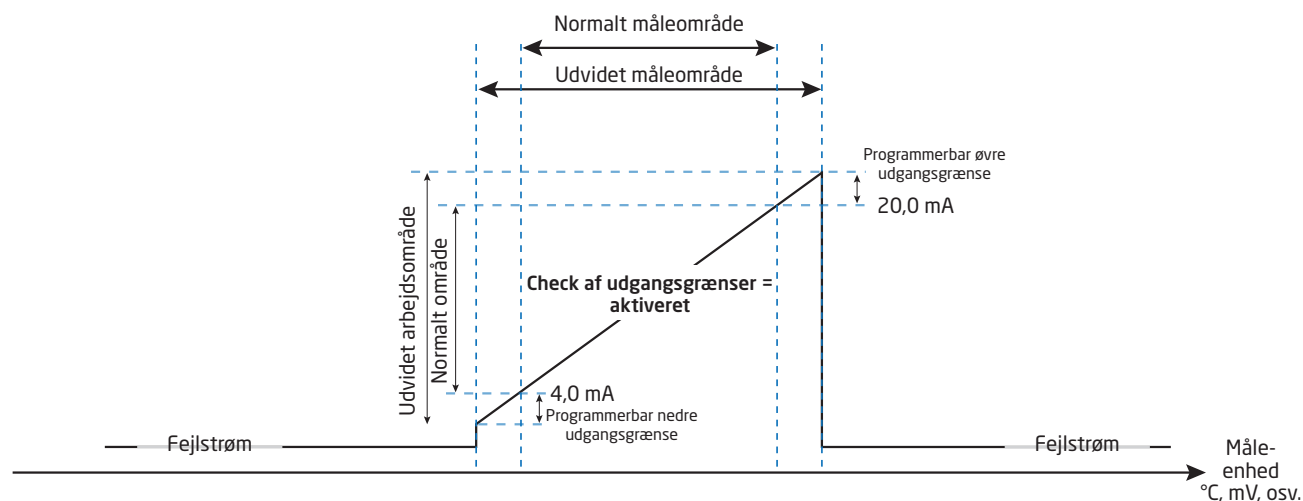 Normalt måleområde
Udvidet måleområde
Programmerbar øvre
udgangsgrænse
20,0 mA
Udvidet arbejdsområde
Normalt område
Check af udgangsgrænser =
aktiveret
4,0 mA
Programmerbar nedre
udgangsgrænse
Fejlstrøm
Fejlstrøm
Måle-
enhed
°C, mV, osv.